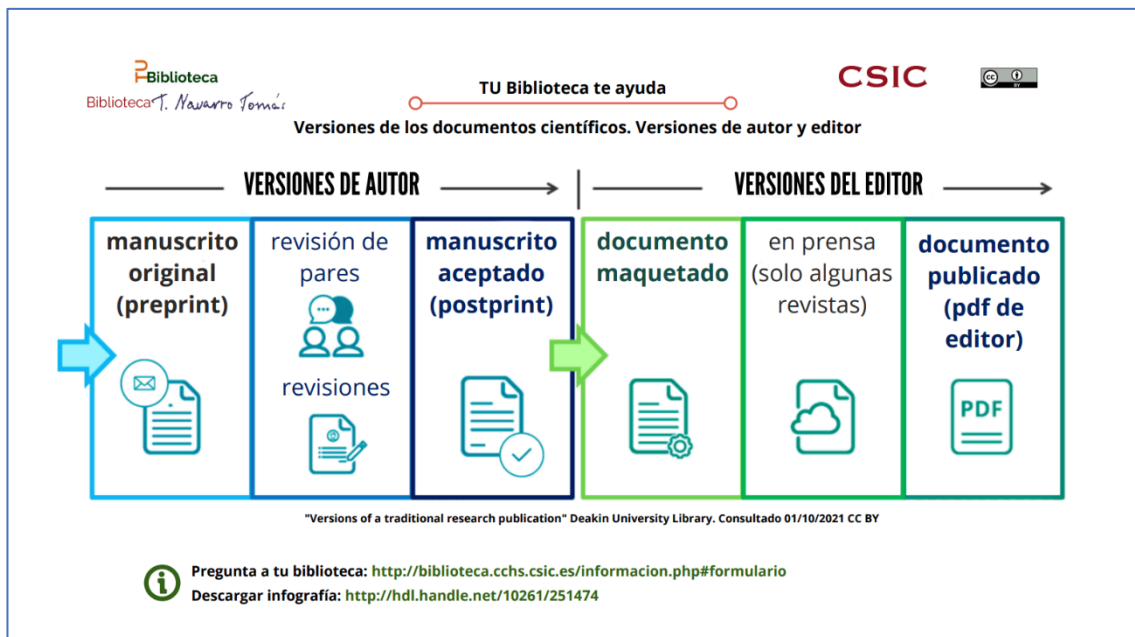 TU
Biblioteca
Biblioteca T. Navarro Tomás
TU Biblioteca te ayuda
CSIC
cc BY
Versiones de los documentos científicos. Versiones de autor y editor
VERSIONES DE AUTOR
VERSIONES DEL EDITOR
manuscrito
original
(preprint)
revisión de
pares
revisiones
manuscrito
aceptado
(postprint)
documento
maquetado
en prensa
(solo algunas
revistas)
documento
publicado
(pdf de
editor)
PDF
"Versions of a traditional research publication" Deakin University Library. Consultado 01/10/2021 CC BY
Pregunta a tu biblioteca: http://biblioteca.cchs.csic.es/informacion.php#formulario
Descargar infografía: http://hdl.handle.net/10261/251474